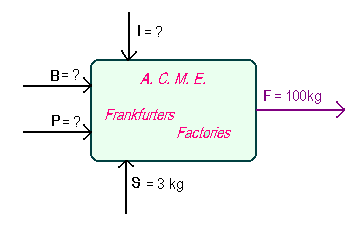 I = ?
A. C. M. E.
B = ?
F = 100kg
Frankfurters
P = ?
Factories
S = 3 kg